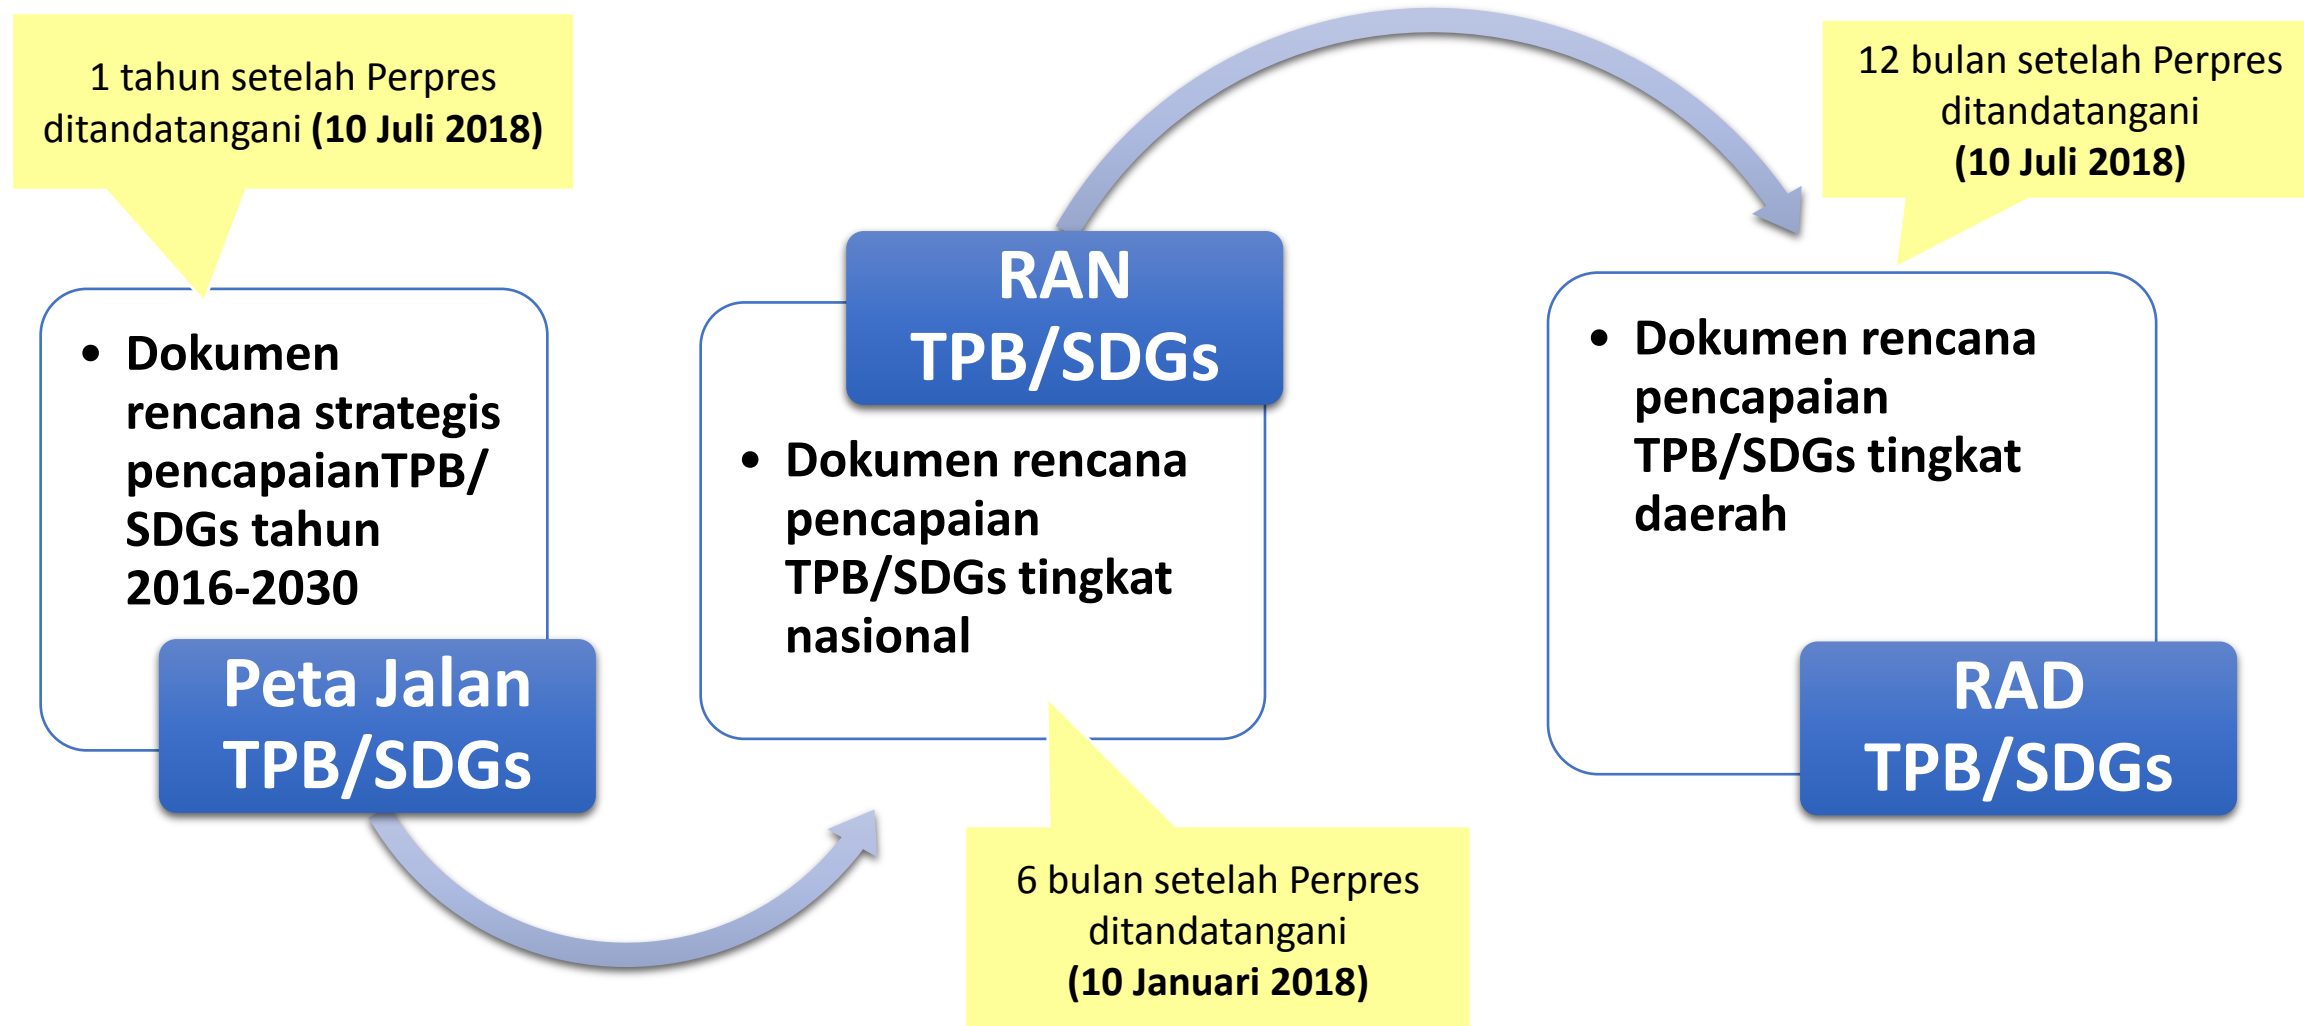 1 tahun setelah Perpres
ditandatangani (10 Juli 2018)
• Dokumen
rencana strategis
pencapaianTPB/
SDGs tahun
2016-2030
Peta Jalan
TPB/SDGs
RAN
TPB/SDGs
• Dokumen rencana
pencapaian
TPB/SDGs tingkat
nasional
6 bulan setelah Perpres
ditandatangani
(10 Januari 2018)
12 bulan setelah Perpres
ditandatangani
(10 Juli 2018)
• Dokumen rencana
pencapaian
TPB/SDGs tingkat
daerah
RAD
TPB/SDGs